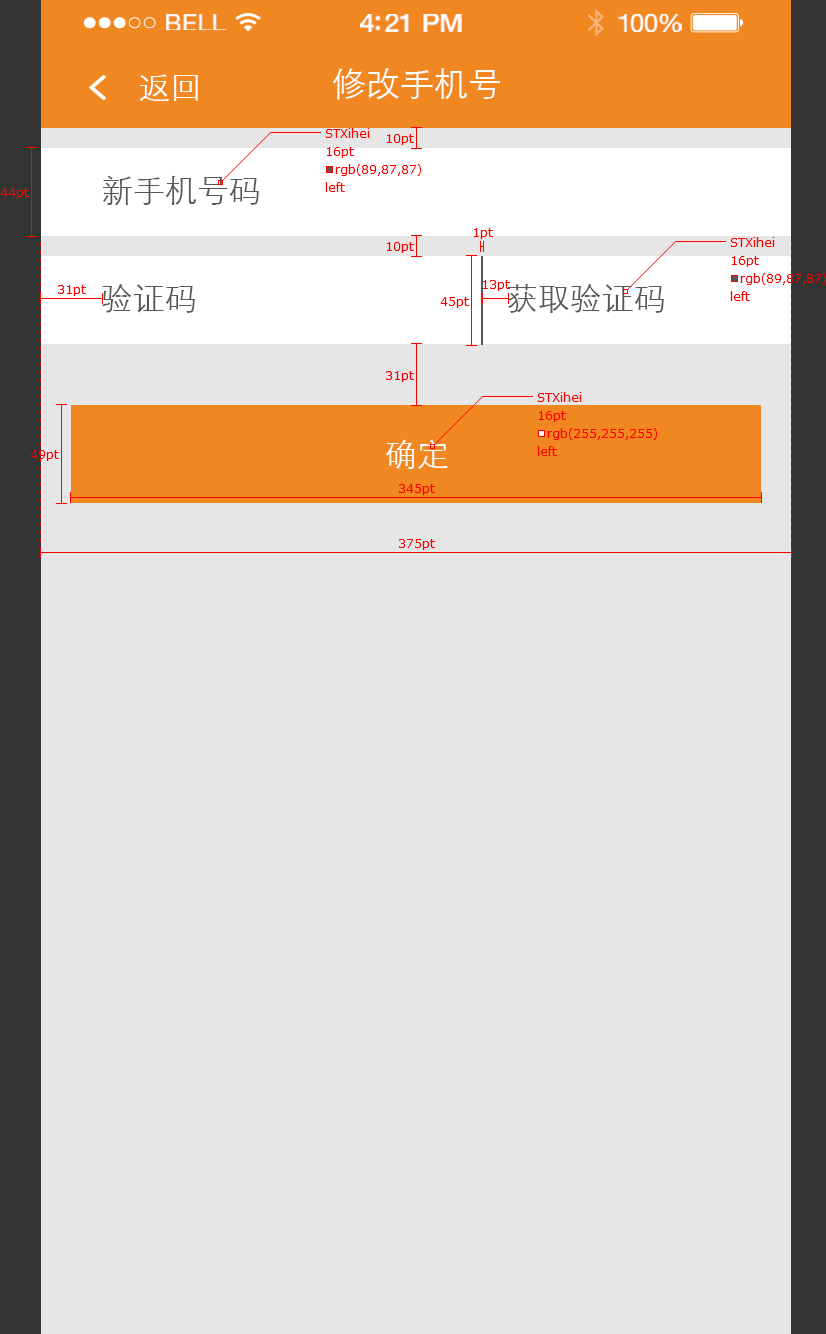 BELL 4:21 PM 100%
返回 修改手机号
10pt
STXihei
16pt
rgb(89,87,87)
left
44pt
新手机号码
10pt
1pt
STXihei
16pt
rgb(89,87,87)
left
31pt
验证码
45pt
13pt
获取验证码
31pt
STXihei
16pt
rgb(255,255,255)
left
49pt
确定
345pt
375pt